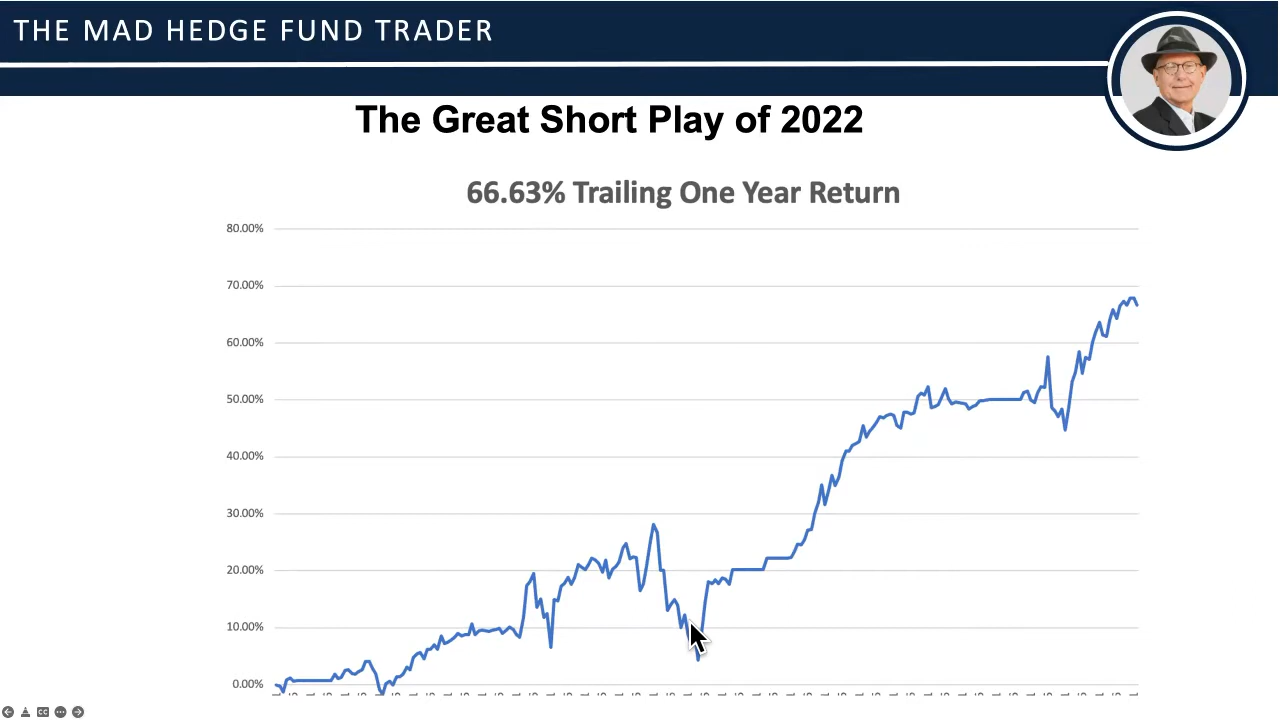 THE MAD HEDGE FUND TRADER
The Great Short Play of 2022
66.63% Trailing One Year Return
80.00%
70.00%
60.00%
50.00%
40.00%
30.00%
20.00%
10.00%
0.00%
CC